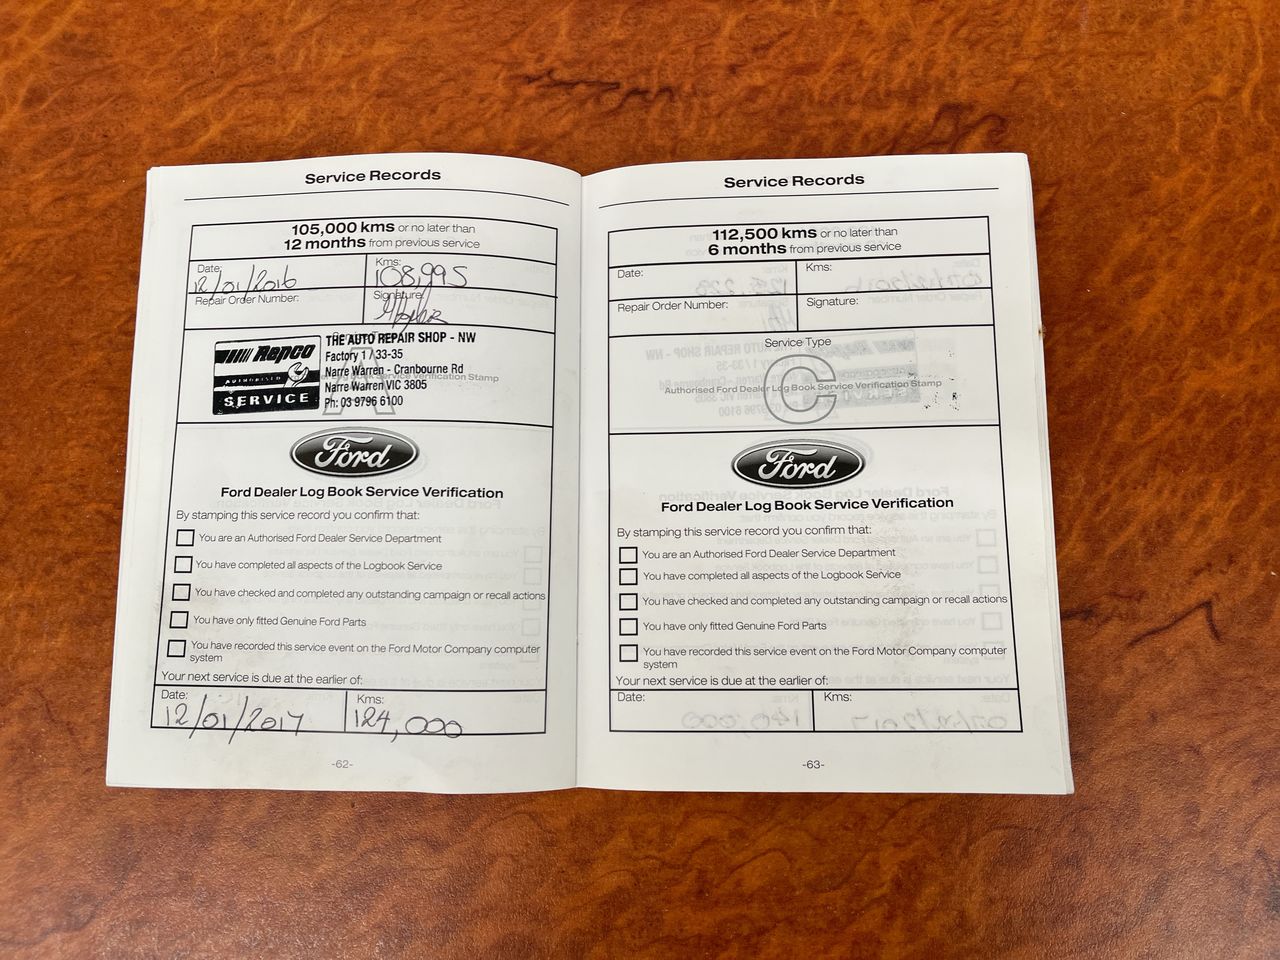 Service Records
105,000 kms or no later than
12 months from previous service
Date: 12/01/2016
Kms: 108,995
Repair Order Number:
Signature:
Repco
AUTHORISED
SERVICE
THE AUTO REPAIR SHOP - NW
Factory 1 / 33-35
Narre Warren - Cranbourne Rd
Narre Warren VIC 3805
Ph: 03 9796 6100
A
Log Book Service Verification Stamp
Ford
Ford Dealer Log Book Service Verification
By stamping this service record you confirm that:
You are an Authorised Ford Dealer Service Department
You have completed all aspects of the Logbook Service
You have checked and completed any outstanding campaign or recall actions
You have only fitted Genuine Ford Parts
You have recorded this service event on the Ford Motor Company computer
system
Your next service is due at the earlier of:
Date: 12/01/2017
Kms: 124,000
-62-
Service Records
112,500 kms or no later than
6 months from previous service
Date:
Kms:
Repair Order Number:
Signature:
Service Type
C
Authorised Ford Dealer Log Book Service Verification Stamp
Ford
Ford Dealer Log Book Service Verification
By stamping this service record you confirm that:
You are an Authorised Ford Dealer Service Department
You have completed all aspects of the Logbook Service
You have checked and completed any outstanding campaign or recall actions
You have only fitted Genuine Ford Parts
You have recorded this service event on the Ford Motor Company computer
system
Your next service is due at the earlier of:
Date:
Kms:
-63-